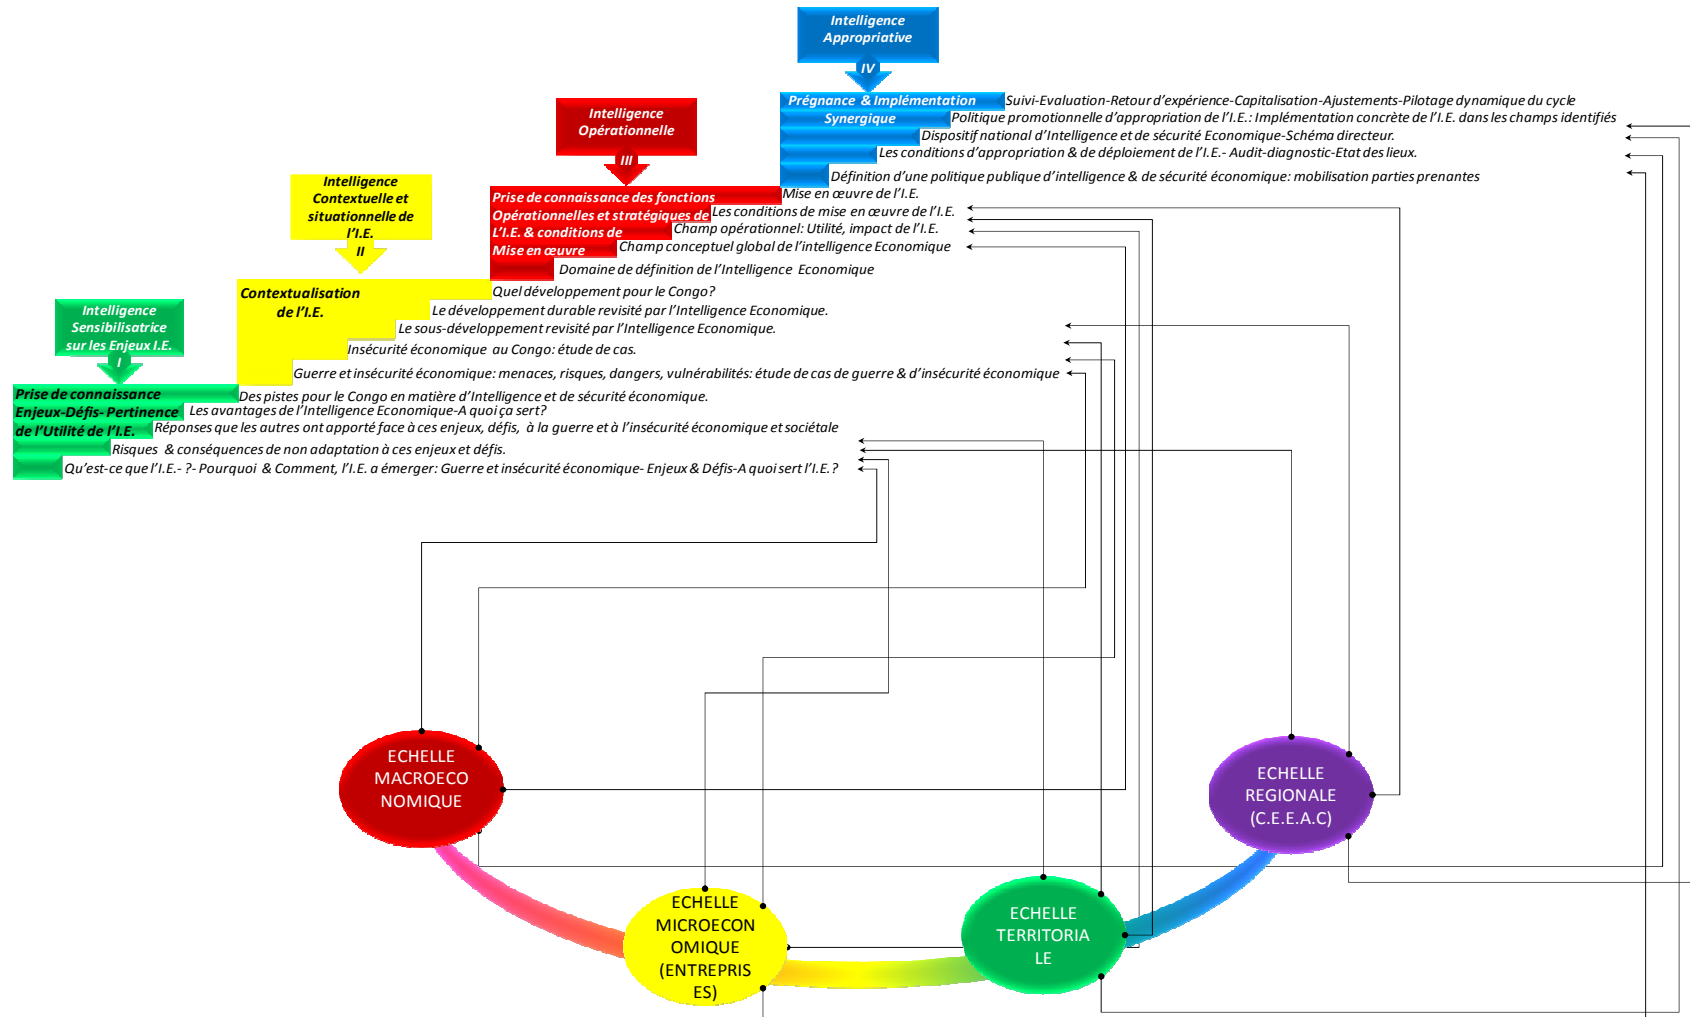 Intelligence
Appropriative
IV
Prégnance & Implémentation
Synergique
Suivi-Evaluation-Retour d'expérience-Capitalisation-Ajustements-Pilotage dynamique du cycle
Politique promotionnelle d'appropriation de l'I.E.: Implémentation concrète de l'I.E. dans les champs identifiés
Dispositif national d'Intelligence et de sécurité Economique-Schéma directeur.
Les conditions d'appropriation & de déploiement de l'I.E.- Audit-diagnostic-Etat des lieux.
Définition d'une politique publique d'intelligence & de sécurité économique: mobilisation parties prenantes
Intelligence
Opérationnelle
III
Prise de connaissance des fonctions
Opérationnelles et stratégiques de
L'I.E. & conditions de
Mise en œuvre
Mise en œuvre de l'I.E.
Les conditions de mise en œuvre de l'I.E.
Champ opérationnel: Utilité, impact de l'I.E.
Champ conceptuel global de l'intelligence Economique
Domaine de définition de l'Intelligence Economique
Intelligence
Contextuelle et
situationnelle de
l'I.E.
II
Contextualisation
de l'I.E.
Quel développement pour le Congo?
Le développement durable revisité par l'Intelligence Economique.
Le sous-développement revisité par l'Intelligence Economique.
Insécurité économique au Congo: étude de cas.
Guerre et insécurité économique: menaces, risques, dangers, vulnérabilités: étude de cas de guerre & d'insécurité économique
Intelligence
Sensibilisatrice
sur les Enjeux I.E.
I
Prise de connaissance
Enjeux-Défis- Pertinence
de l'Utilité de l'I.E.
Des pistes pour le Congo en matière d'Intelligence et de sécurité économique.
Les avantages de l'Intelligence Economique-A quoi ça sert?
Réponses que les autres ont apporté face à ces enjeux, défis, à la guerre et à l'insécurité économique et sociétale
Risques & conséquences de non adaptation à ces enjeux et défis.
Qu'est-ce que l'I.E.- ?- Pourquoi & Comment, l'I.E. a émerger: Guerre et insécurité économique- Enjeux & Défis-A quoi sert l'I.E.?
ECHELLE
MACROECO
NOMIQUE
ECHELLE
MICROECON
OMIQUE
(ENTREPRIS
ES)
ECHELLE
TERRITORIA
LE
ECHELLE
REGIONALE
(C.E.E.A.C)